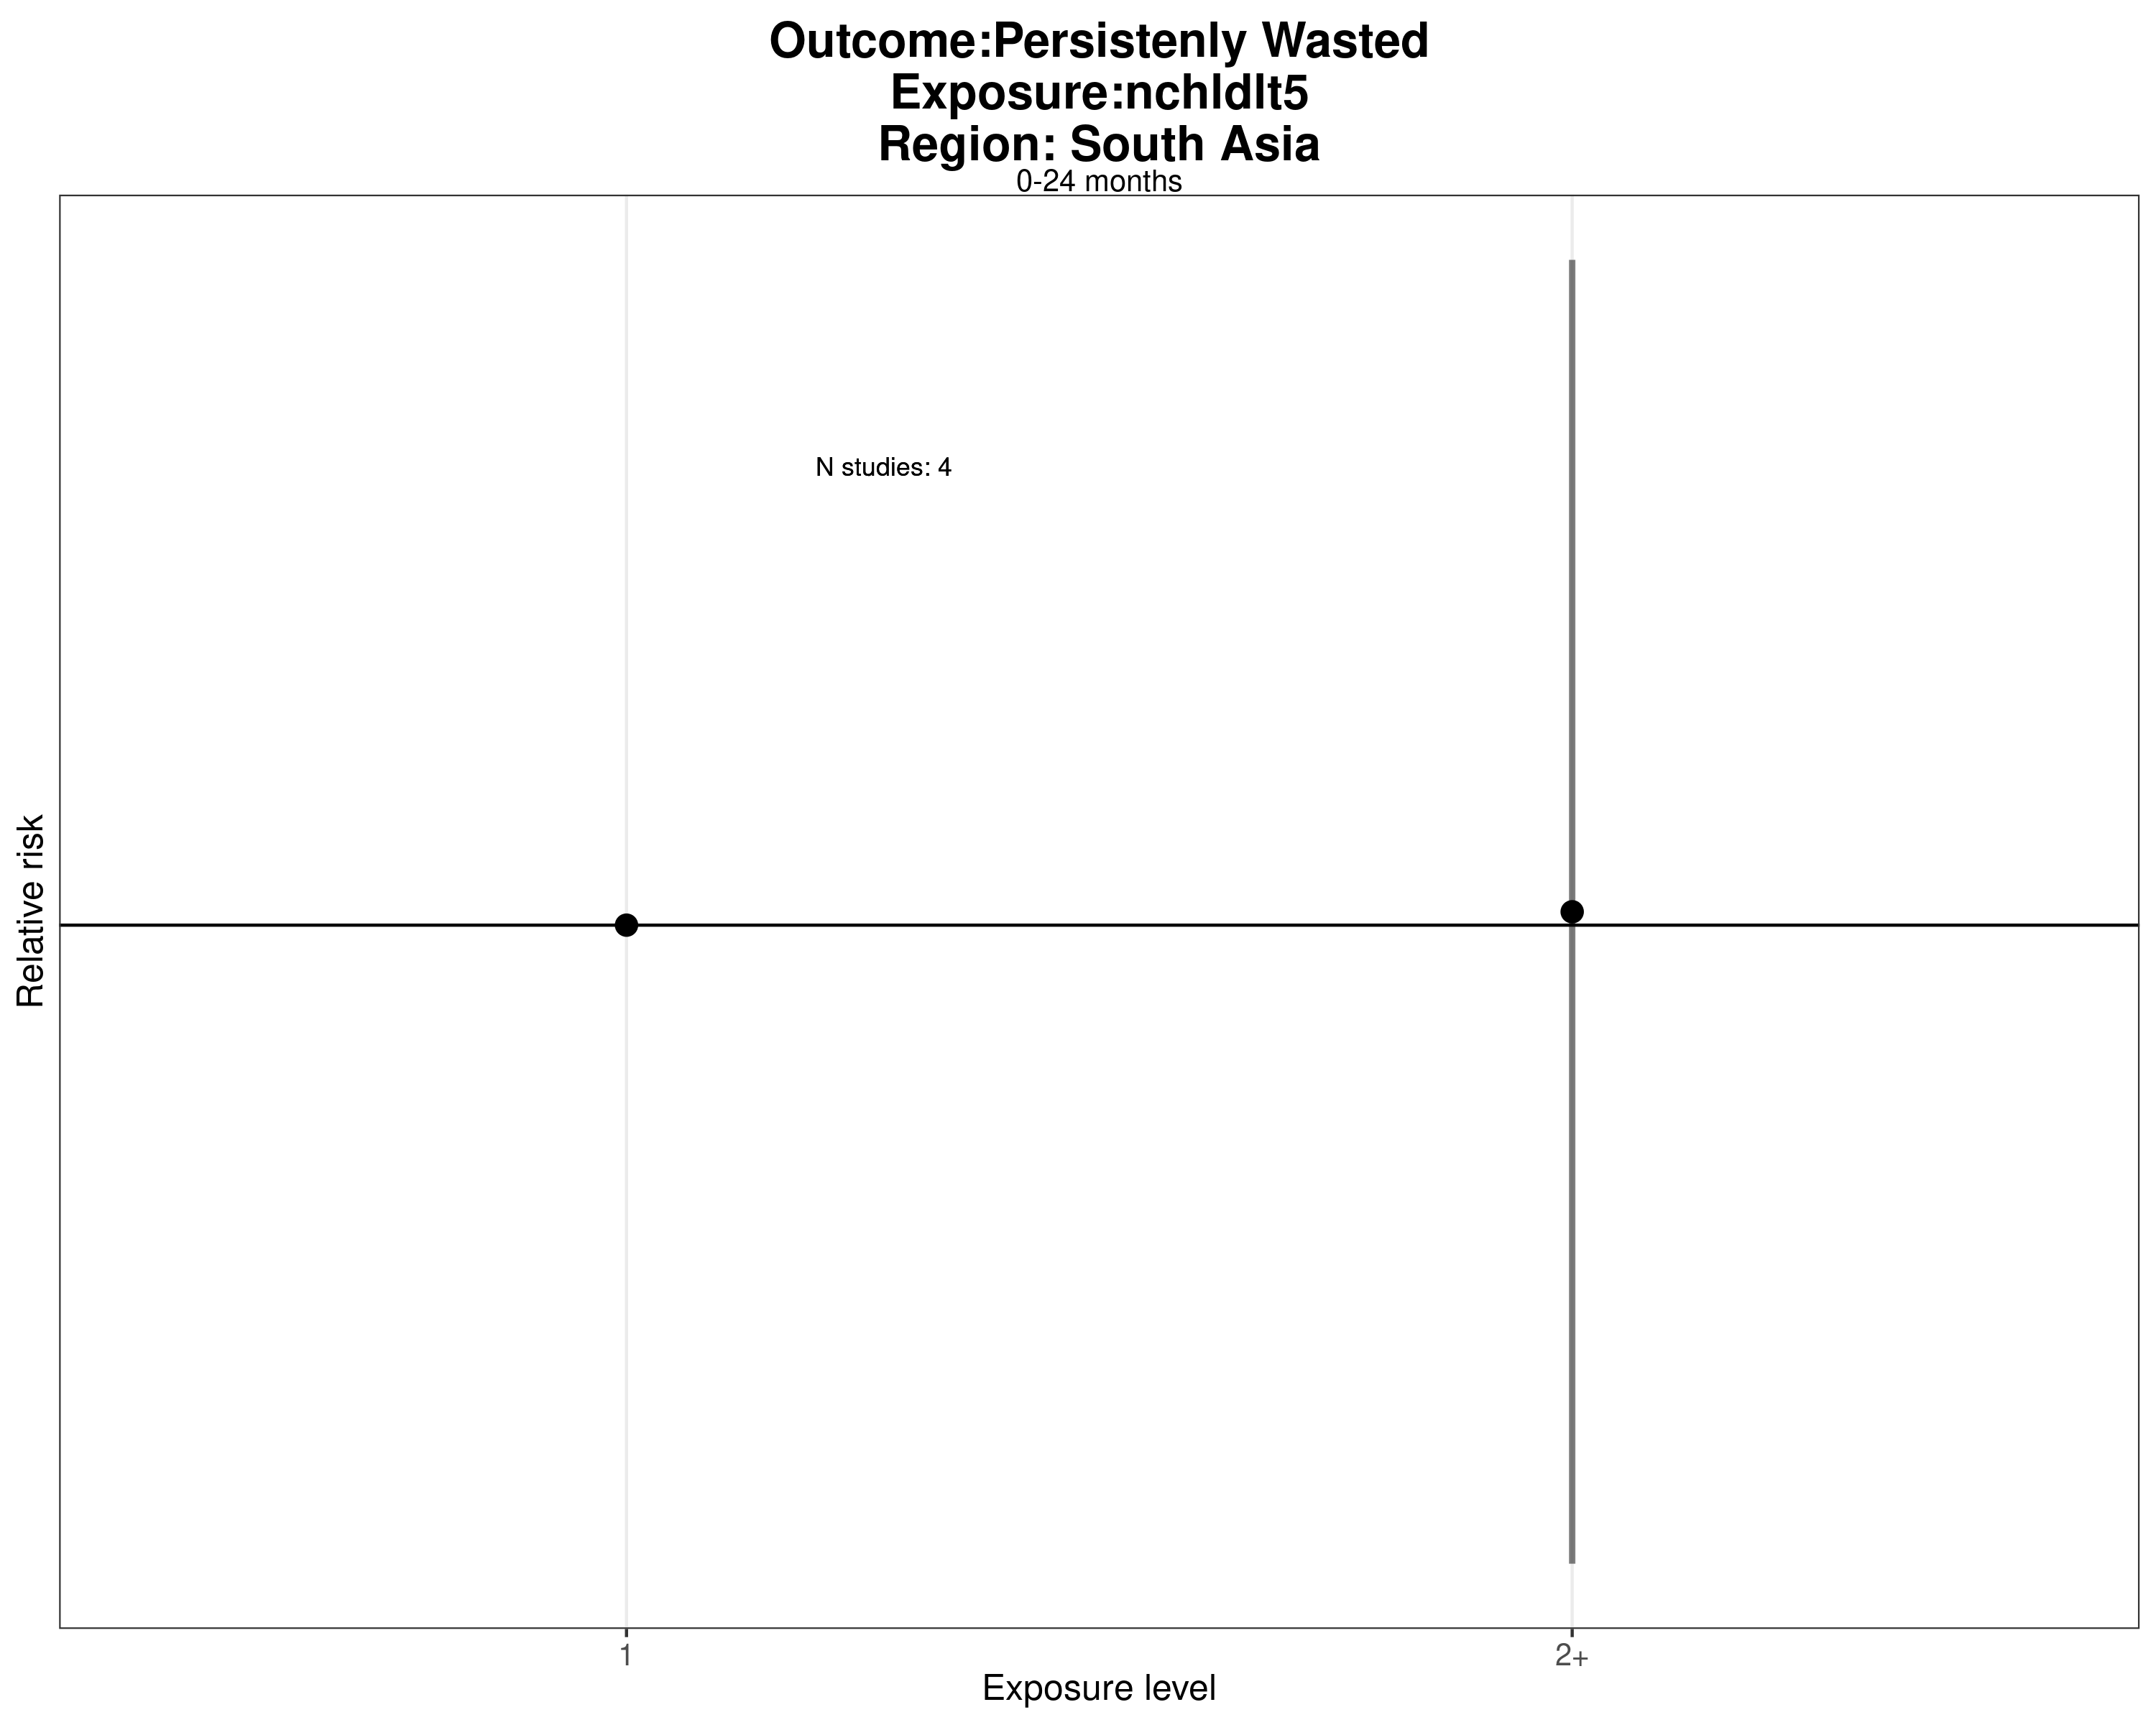 Outcome:Persistenly Wasted
Exposure:nchldlt5
Region: South Asia
0-24 months
N studies: 4
Relative risk
1
2+
Exposure level